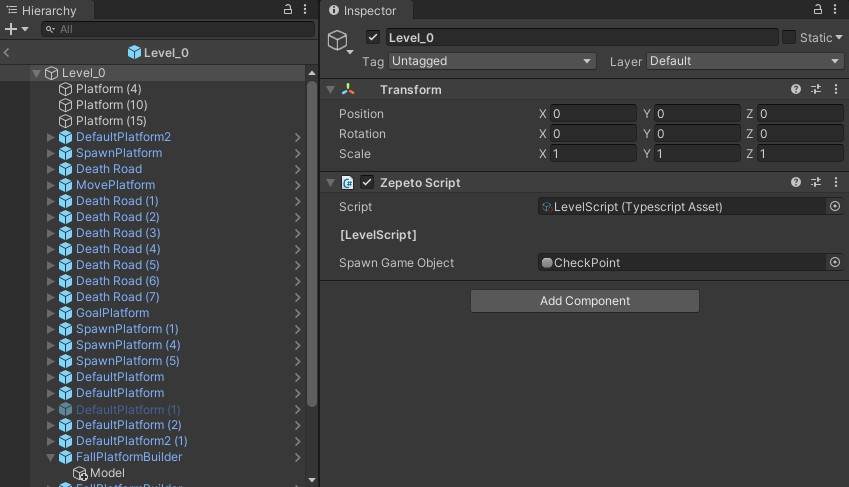 Hierarchy
All
Level_0
Level_0
Platform (4)
Platform (10)
Platform (15)
DefaultPlatform2
SpawnPlatform
Death Road
MovePlatform
Death Road (1)
Death Road (2)
Death Road (3)
Death Road (4)
Death Road (5)
Death Road (6)
Death Road (7)
GoalPlatform
SpawnPlatform (1)
SpawnPlatform (4)
SpawnPlatform (5)
DefaultPlatform
DefaultPlatform
DefaultPlatform (1)
DefaultPlatform (2)
DefaultPlatform2 (1)
FallPlatformBuilder
Model
FallPlatformBuilder
Inspector
Level_0 Static
Tag Untagged Layer Default
Transform
Position X 0 Y 0 Z 0
Rotation X 0 Y 0 Z 0
Scale X 1 Y 1 Z 1
Zepeto Script
Script LevelScript (Typescript Asset)
[LevelScript]
Spawn Game Object CheckPoint
Add Component